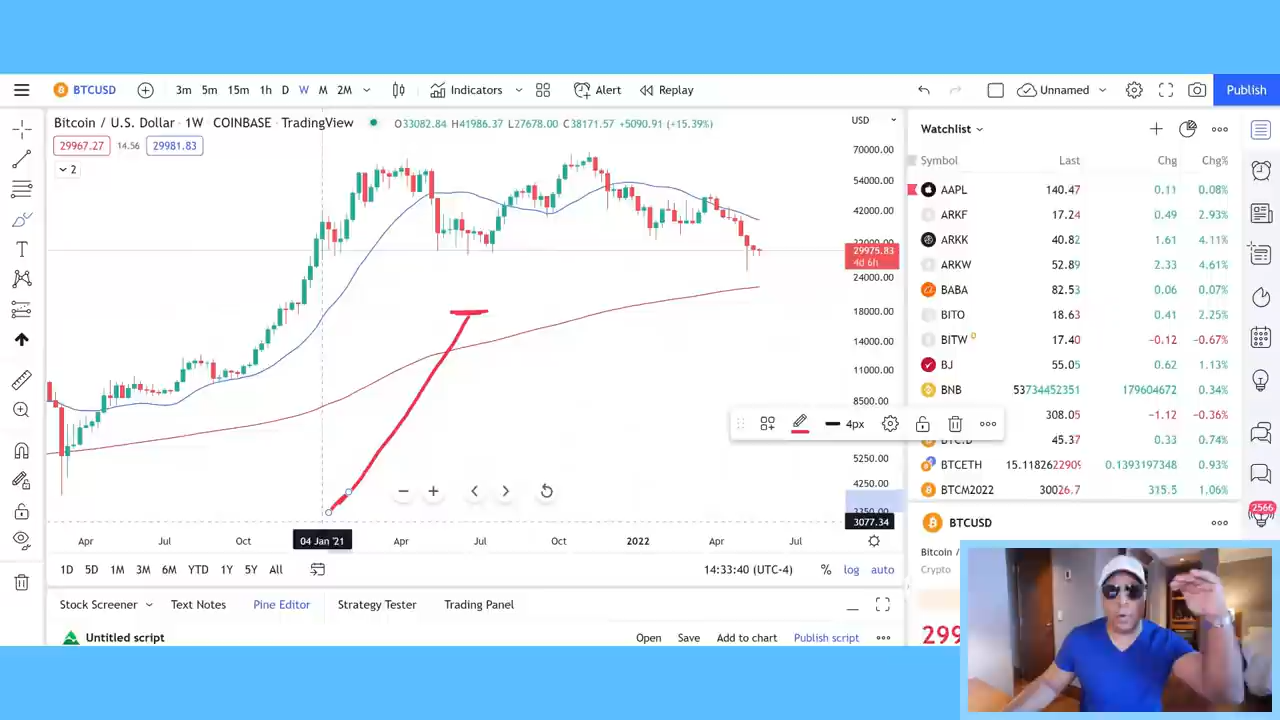 BTCUSD 3m 5m 15m 1h D W M 2M Indicators Alert Replay Unnamed Publish
Bitcoin / U.S. Dollar · 1W COINBASE · TradingView O33082.84 H41986.37 L27678.00 C38171.57 +5090.91 (+15.39%)
29967.27 14.56 29981.83
2
USD
70000.00
54000.00
42000.00
29975.83
4d 6h
24000.00
18000.00
14000.00
11000.00
8500.00
5250.00
4250.00
3077.34
4px
Apr Jul Oct 04 Jan '21 Apr Jul Oct 2022 Apr Jul
1D 5D 1M 3M 6M YTD 1Y 5Y All 14:33:40 (UTC-4) % log auto
Stock Screener Text Notes Pine Editor Strategy Tester Trading Panel
Untitled script Open Save Add to chart Publish script
Watchlist
Symbol Last Chg Chg%
AAPL 140.47 0.11 0.08%
ARKF 17.24 0.49 2.93%
ARKK 40.82 1.61 4.11%
ARKW 52.89 2.33 4.61%
BABA 82.53 0.06 0.07%
BITO 18.63 0.41 2.25%
BITW D 17.40 -0.12 -0.67%
BJ 55.05 0.62 1.13%
BNB 53734452351 179604672 0.34%
308.05 -1.12 -0.36%
45.37 0.33 0.74%
BTCETH 15.118262290 0.1393197348 0.93%
BTCM2022 30026.7 315.5 1.06%
BTCUSD
Bitcoin /
Crypto
299
2566